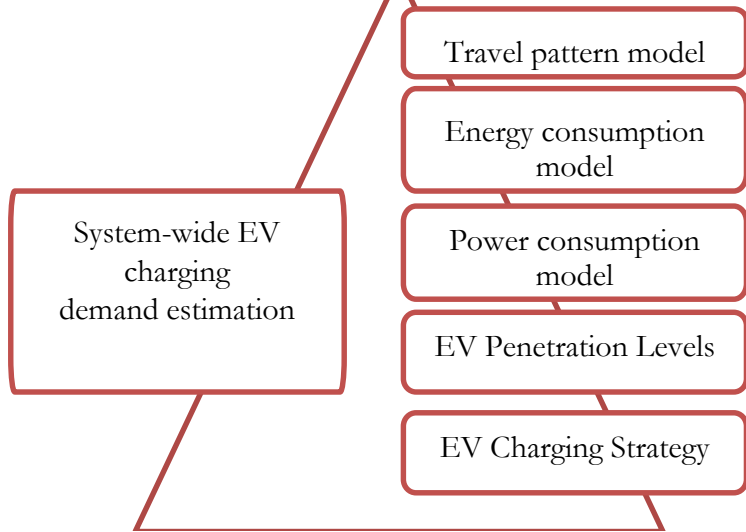 Travel pattern model
Energy consumption
model
System-wide EV
charging
demand estimation
Power consumption
model
EV Penetration Levels
EV Charging Strategy